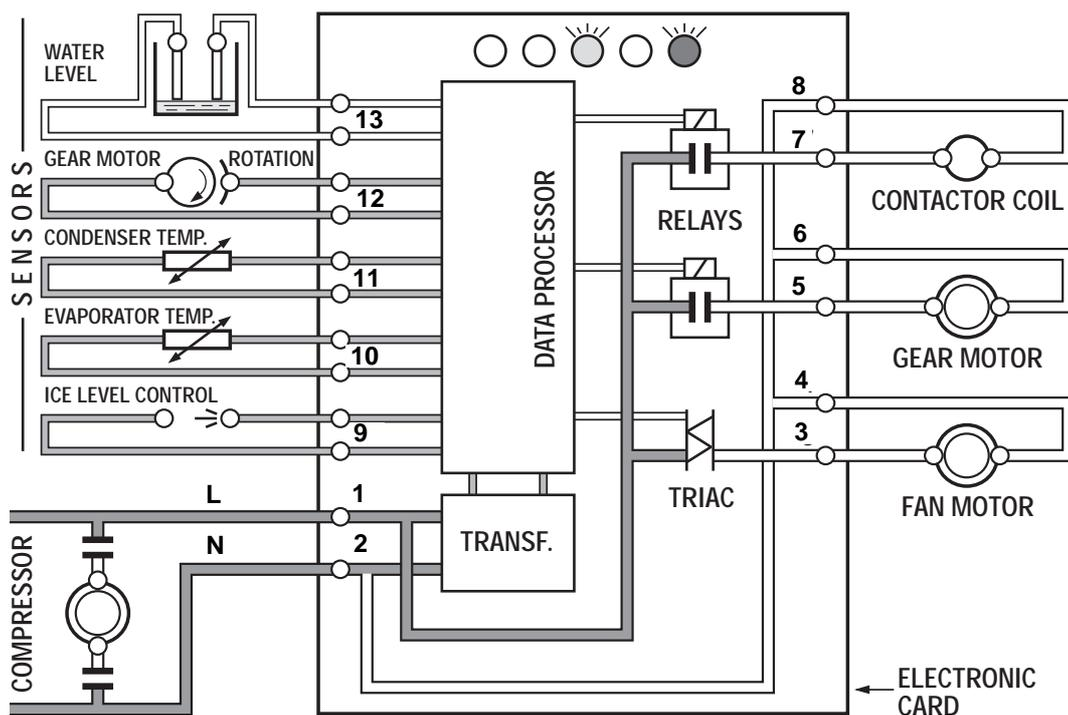 SENSORS
WATER
LEVEL
13
GEAR MOTOR ROTATION
12
CONDENSER TEMP.
11
EVAPORATOR TEMP.
10
ICE LEVEL CONTROL
9
L
1
N
2
COMPRESSOR
DATA PROCESSOR
TRANSF.
RELAYS
TRIAC
8
7
CONTACTOR COIL
6
5
GEAR MOTOR
4
3
FAN MOTOR
ELECTRONIC
CARD